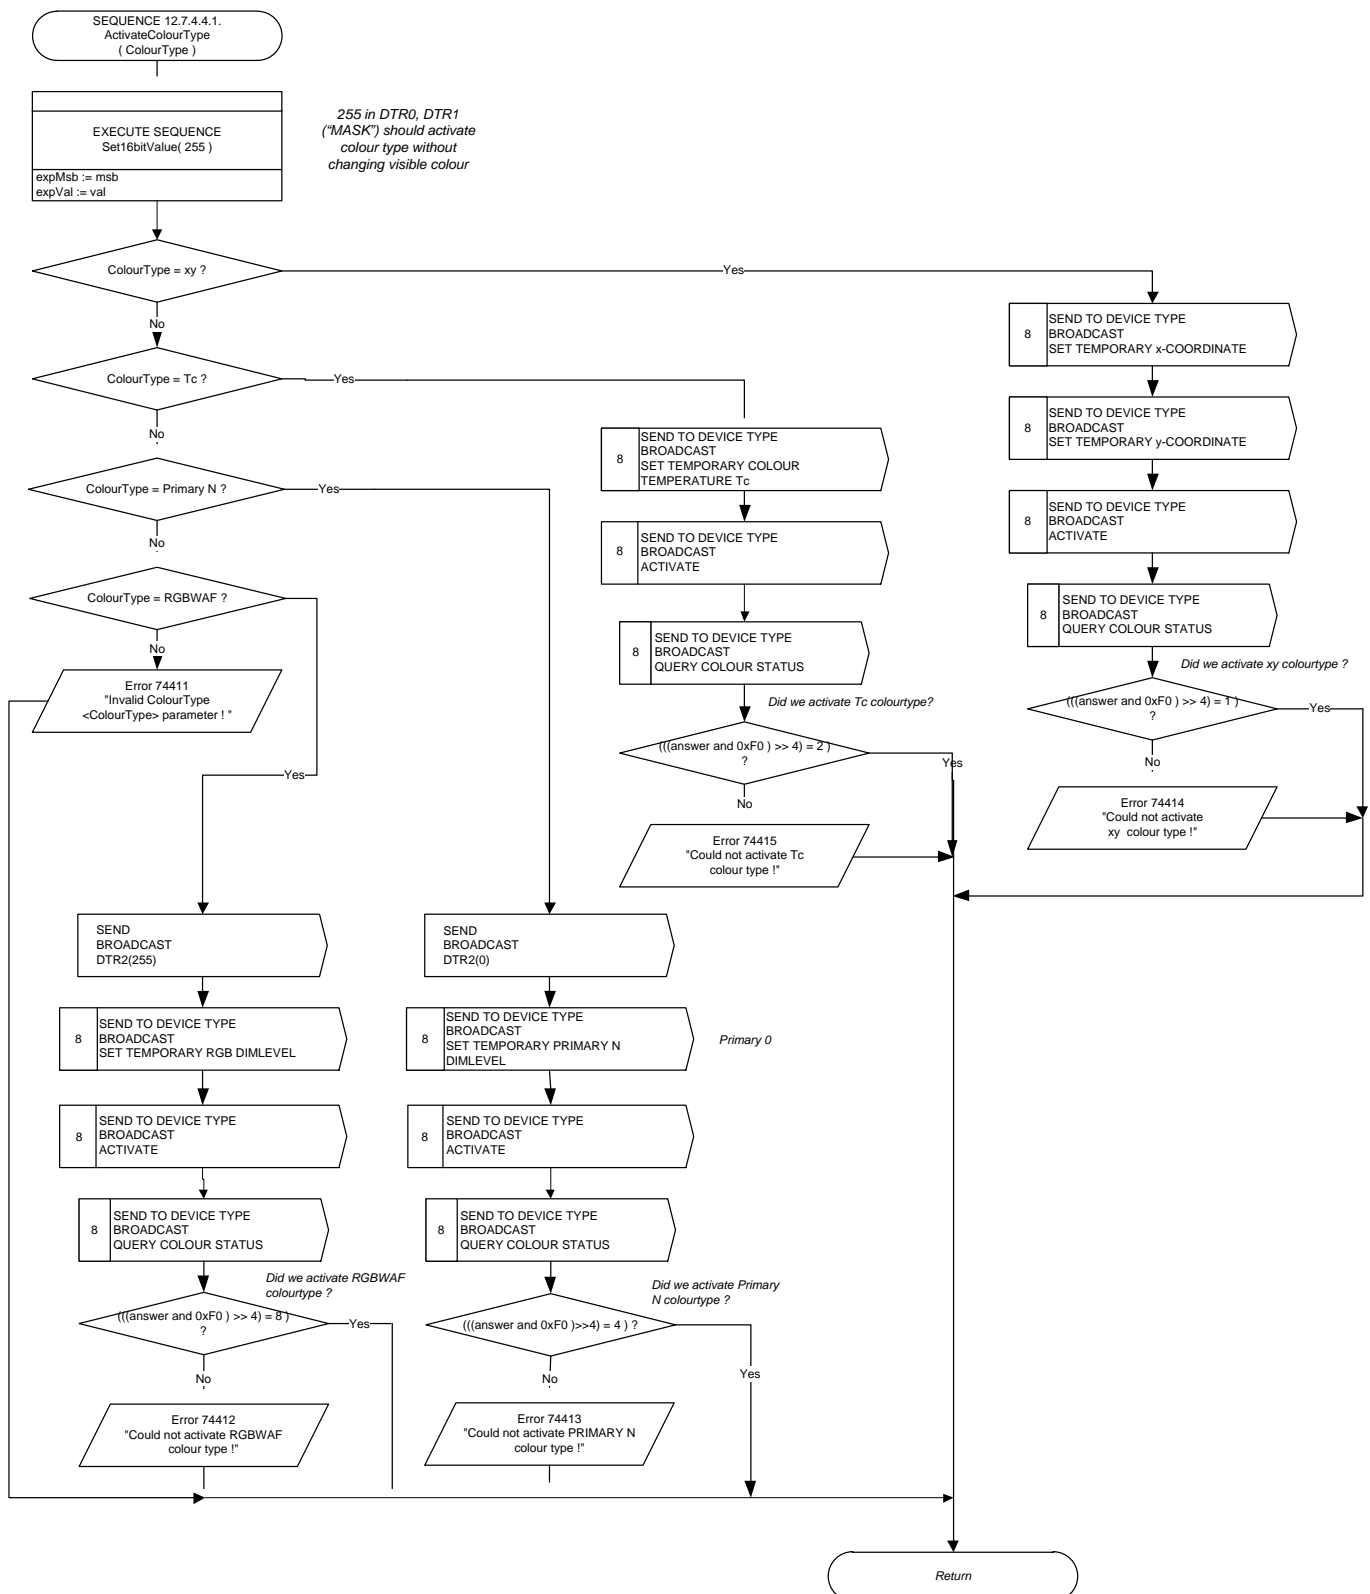 SEQUENCE 12.7.4.4.1.
ActivateColourType
( ColourType )
EXECUTE SEQUENCE
Set16bitValue( 255 )
expMsb := msb
expVal := val
255 in DTR0, DTR1
("MASK") should activate
colour type without
changing visible colour
ColourType = xy ?
Yes
No
ColourType = Tc ?
Yes
No
ColourType = Primary N ?
Yes
No
ColourType = RGBWAF ?
No
Yes
Error 74411
"Invalid ColourType
<ColourType> parameter ! "
8
SEND TO DEVICE TYPE
BROADCAST
SET TEMPORARY x-COORDINATE
8
SEND TO DEVICE TYPE
BROADCAST
SET TEMPORARY y-COORDINATE
8
SEND TO DEVICE TYPE
BROADCAST
ACTIVATE
8
SEND TO DEVICE TYPE
BROADCAST
QUERY COLOUR STATUS
Did we activate xy colourtype ?
(((answer and 0xF0 ) >> 4) = 1 )
?
Yes
No
Error 74414
"Could not activate
xy colour type !"
8
SEND TO DEVICE TYPE
BROADCAST
SET TEMPORARY COLOUR
TEMPERATURE Tc
8
SEND TO DEVICE TYPE
BROADCAST
ACTIVATE
8
SEND TO DEVICE TYPE
BROADCAST
QUERY COLOUR STATUS
Did we activate Tc colourtype?
(((answer and 0xF0 ) >> 4) = 2 )
?
Yes
No
Error 74415
"Could not activate Tc
colour type !"
SEND
BROADCAST
DTR2(255)
8
SEND TO DEVICE TYPE
BROADCAST
SET TEMPORARY RGB DIMLEVEL
8
SEND TO DEVICE TYPE
BROADCAST
ACTIVATE
8
SEND TO DEVICE TYPE
BROADCAST
QUERY COLOUR STATUS
Did we activate RGBWAF
colourtype ?
(((answer and 0xF0 ) >> 4) = 8 )
?
Yes
No
Error 74412
"Could not activate RGBWAF
colour type !"
SEND
BROADCAST
DTR2(0)
8
SEND TO DEVICE TYPE
BROADCAST
SET TEMPORARY PRIMARY N
DIMLEVEL
Primary 0
8
SEND TO DEVICE TYPE
BROADCAST
ACTIVATE
8
SEND TO DEVICE TYPE
BROADCAST
QUERY COLOUR STATUS
Did we activate Primary
N colourtype ?
(((answer and 0xF0 )>>4) = 4 ) ?
Yes
No
Error 74413
"Could not activate PRIMARY N
colour type !"
Return